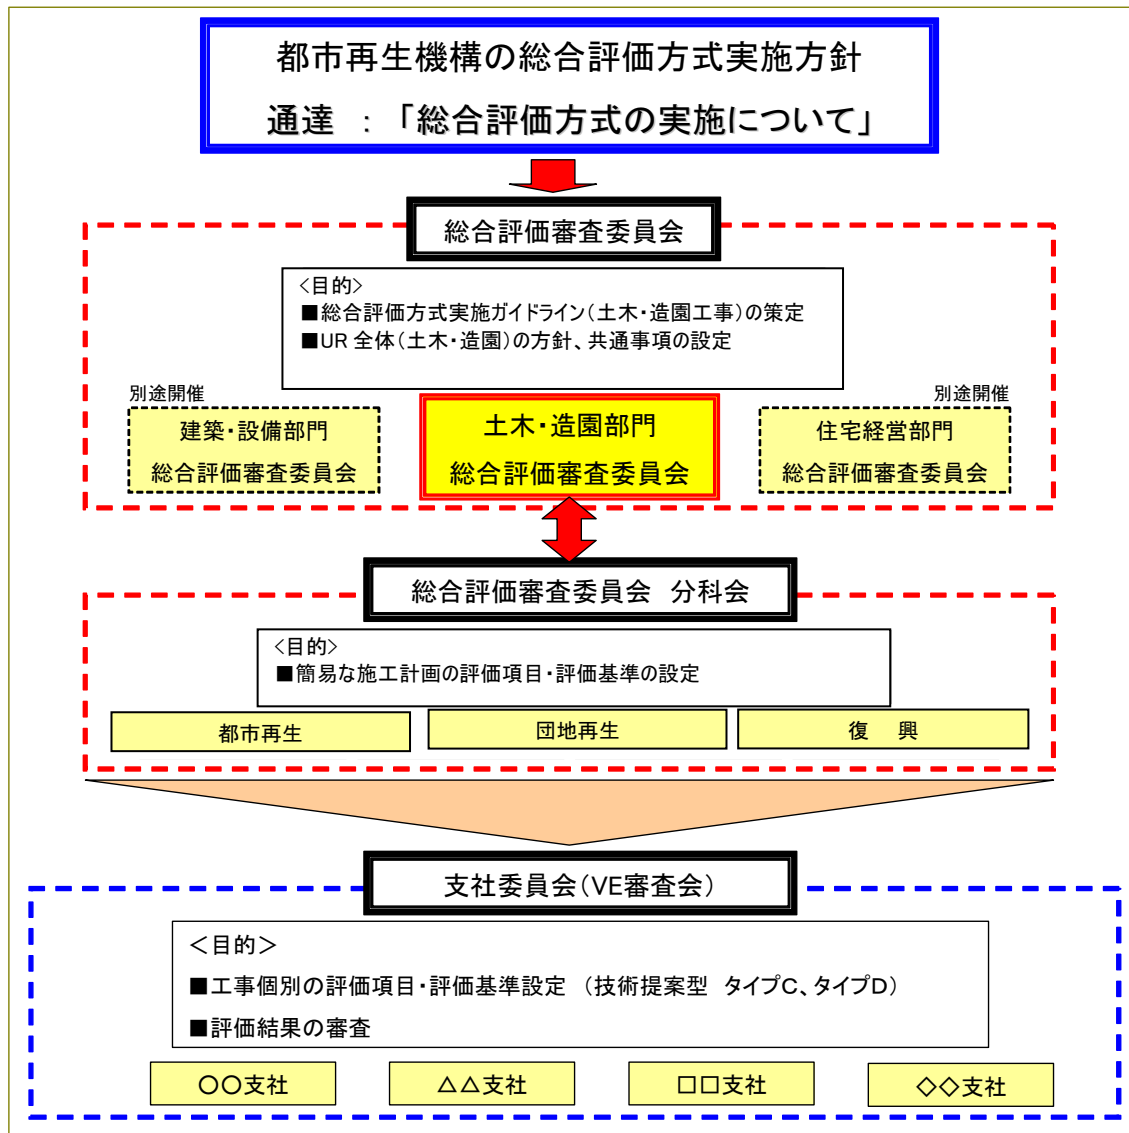 都市再生機構の総合評価方式実施方針
通達 : 「総合評価方式の実施について」
総合評価審査委員会
<目的>
■総合評価方式実施ガイドライン(土木・造園工事)の策定
■UR 全体(土木・造園)の方針、共通事項の設定
別途開催
建築・設備部門
総合評価審査委員会
土木・造園部門
総合評価審査委員会
別途開催
住宅経営部門
総合評価審査委員会
総合評価審査委員会 分科会
<目的>
■簡易な施工計画の評価項目・評価基準の設定
都市再生
団地再生
復 興
支社委員会(VE審査会)
<目的>
■工事個別の評価項目・評価基準設定 (技術提案型 タイプC、タイプD)
■評価結果の審査
○○支社
△△支社
□□支社
◇◇支社